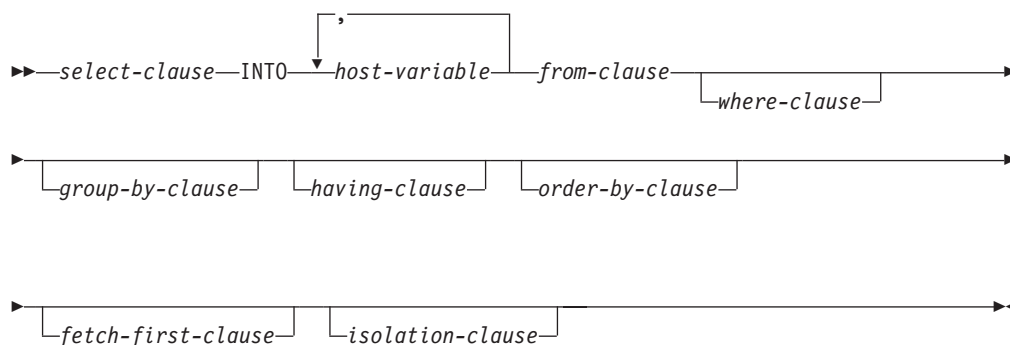 ,
select-clause INTO host-variable from-clause
where-clause
group-by-clause having-clause order-by-clause
fetch-first-clause isolation-clause